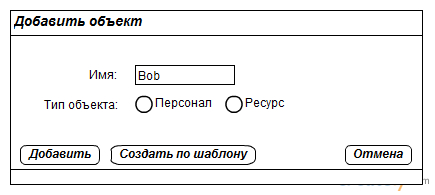 Добавить объект
Имя: Bob
Тип объекта: Персонал Ресурс
Добавить Создать по шаблону Отмена